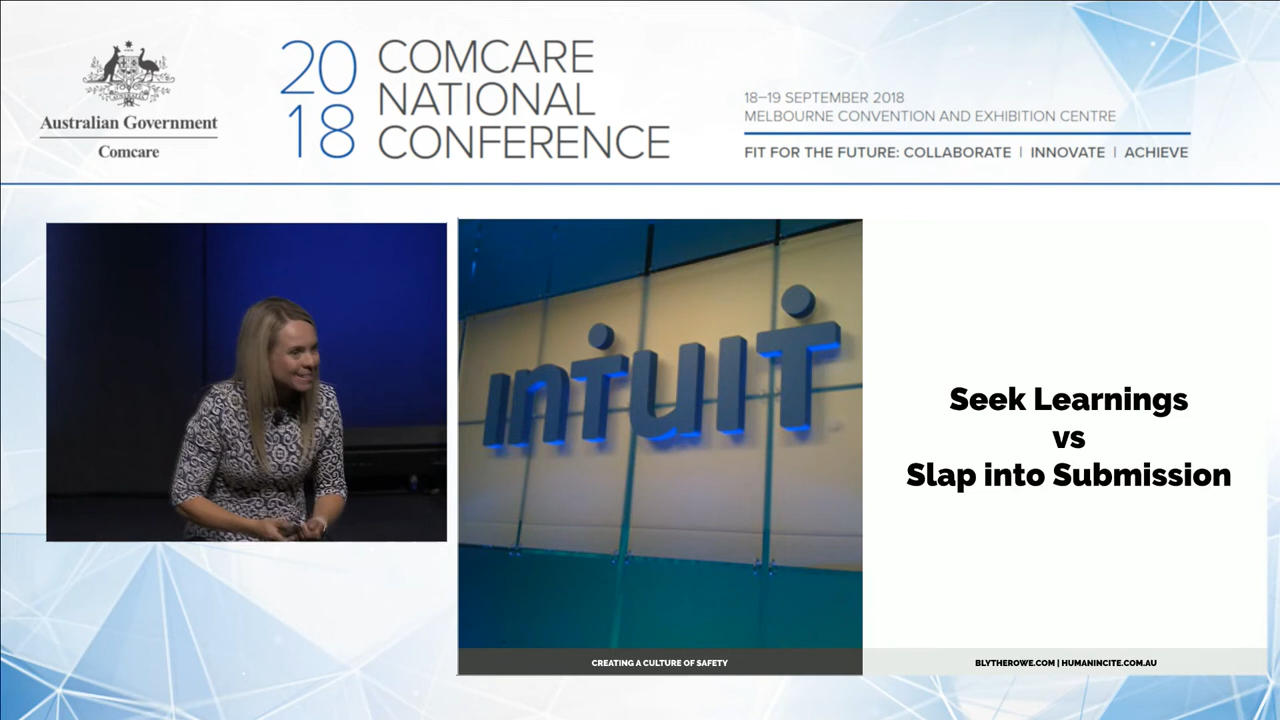 Australian Government
Comcare
20
18
COMCARE
NATIONAL
CONFERENCE
18–19 SEPTEMBER 2018
MELBOURNE CONVENTION AND EXHIBITION CENTRE
FIT FOR THE FUTURE: COLLABORATE | INNOVATE | ACHIEVE
INTUIT
Seek Learnings
vs
Slap into Submission
CREATING A CULTURE OF SAFETY
BLYTHEROWE.COM | HUMANINCITE.COM.AU